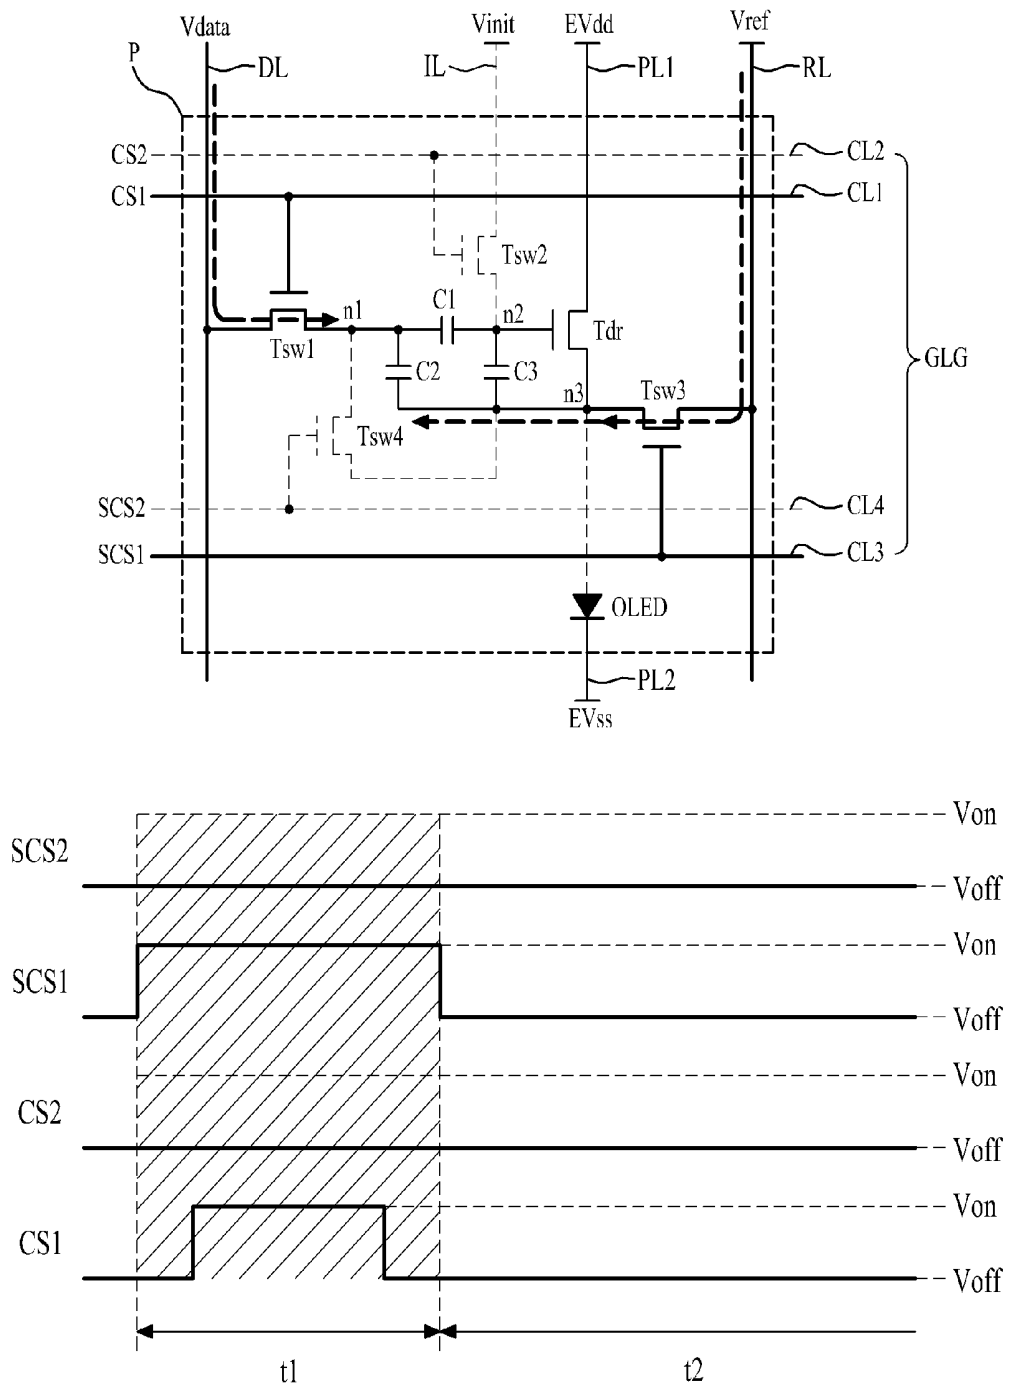 Vdata Vinit EVdd Vref
P DL IL PL1 RL
CS2 CL2
CS1 CL1
Tsw2
n1 C1 n2 Tdr
Tsw1 C2 C3 n3 Tsw3 GLG
Tsw4
SCS2 CL4
SCS1 CL3
OLED
PL2
EVss
Von
SCS2
Voff
Von
SCS1
Voff
Von
CS2
Voff
Von
CS1
Voff
t1 t2